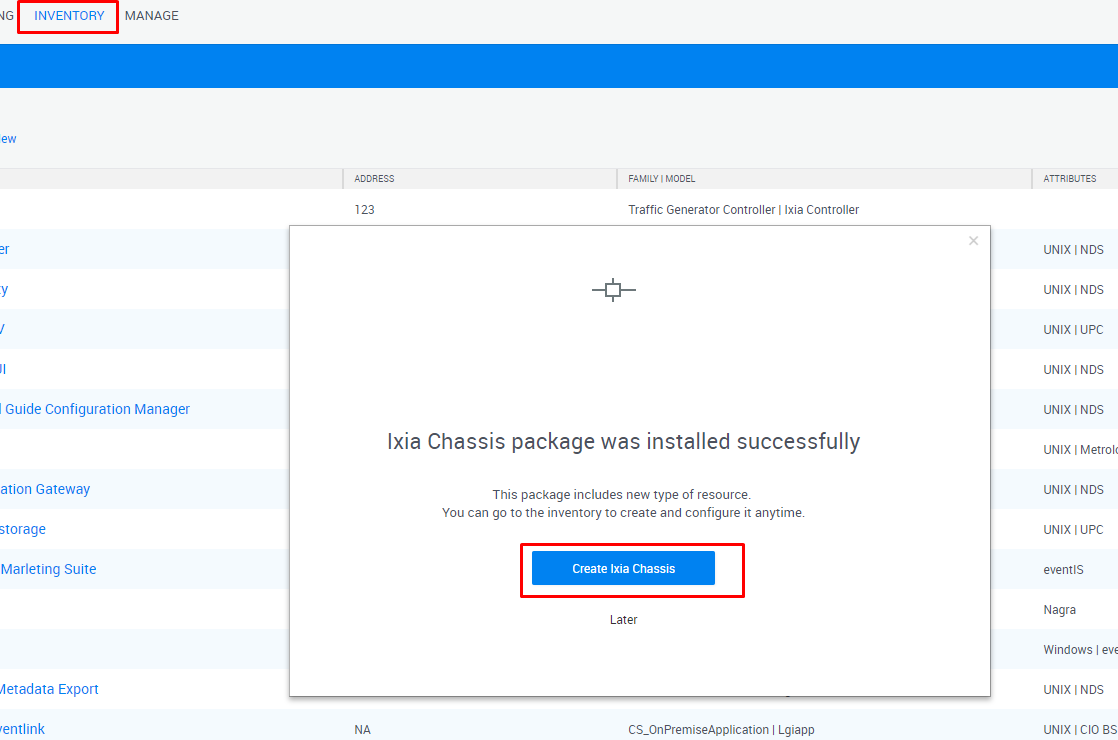 NG INVENTORY MANAGE
iew
ADDRESS FAMILY | MODEL ATTRIBUTES
123 Traffic Generator Controller | Ixia Controller
er UNIX | NDS
ty UNIX | NDS
V UNIX | UPC
UI UNIX | NDS
l Guide Configuration Manager UNIX | NDS
UNIX | Metrolo
ation Gateway UNIX | NDS
storage UNIX | UPC
Marleting Suite eventIS
Nagra
Windows | eve
Metadata Export UNIX | NDS
ventlink NA CS_OnPremiseApplication | Lgiapp UNIX | CIO BS
×
Ixia Chassis package was installed successfully
This package includes new type of resource.
You can go to the inventory to create and configure it anytime.
Create Ixia Chassis
Later